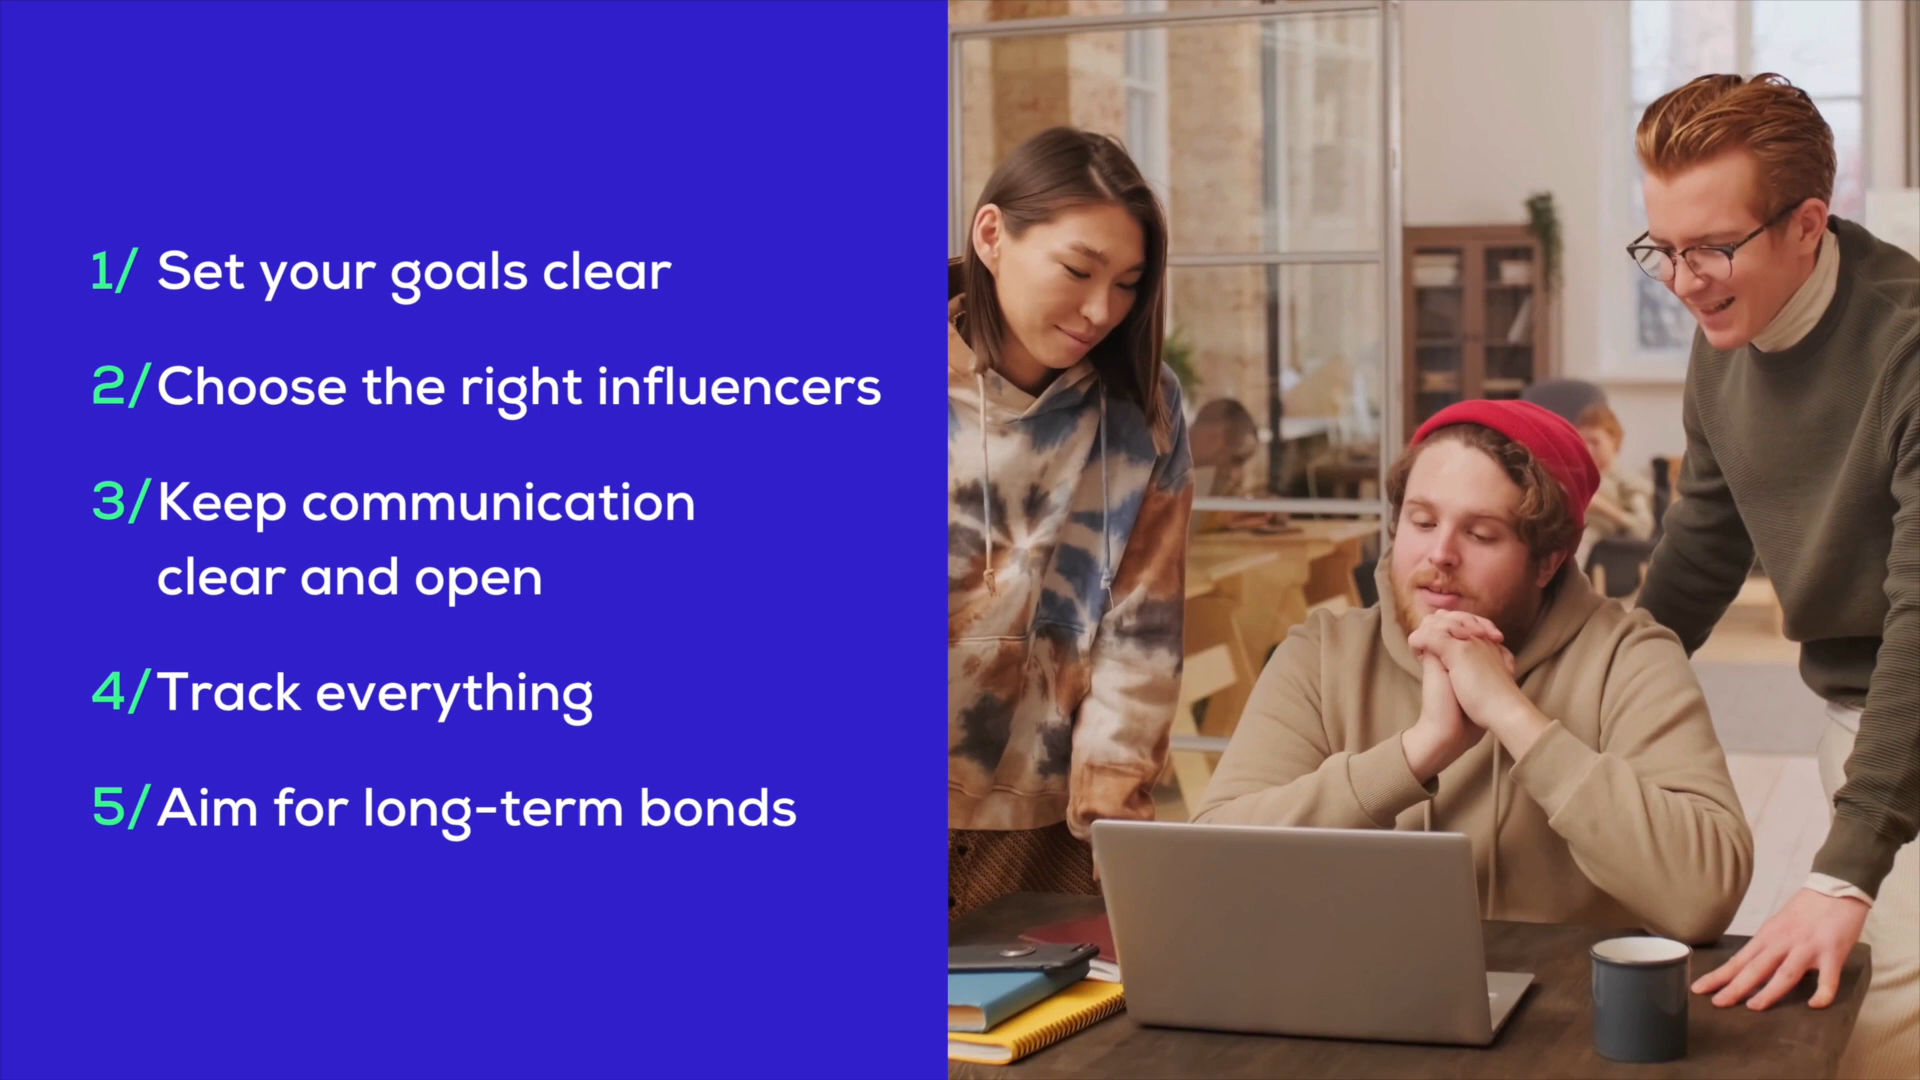 1/ Set your goals clear
2/ Choose the right influencers
3/ Keep communication
clear and open
4/ Track everything
5/ Aim for long-term bonds